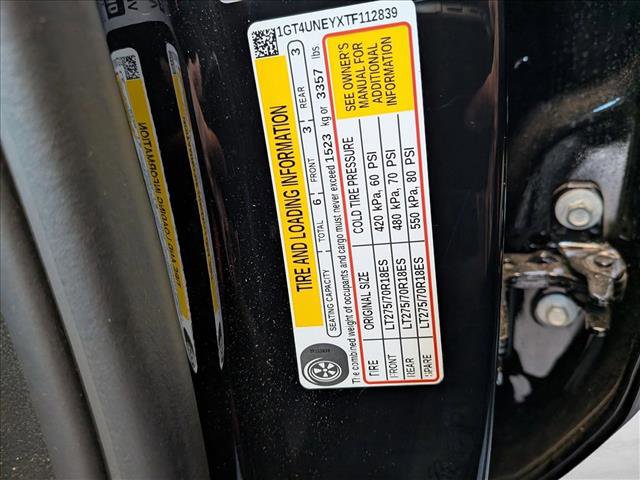 1GT4UNEYXTF112839
TIRE AND LOADING INFORMATION
SEATING CAPACITY TOTAL 6 FRONT 3 REAR 3
The combined weight of occupants and cargo must never exceed 1523 kg or 3357 lbs.
TIRE ORIGINAL SIZE COLD TIRE PRESSURE
FRONT LT275/70R18ES 420 kPa, 60 PSI
REAR LT275/70R18ES 480 kPa, 70 PSI
SPARE LT275/70R18ES 550 kPa, 80 PSI
SEE OWNER'S
MANUAL FOR
ADDITIONAL
INFORMATION
TF112839